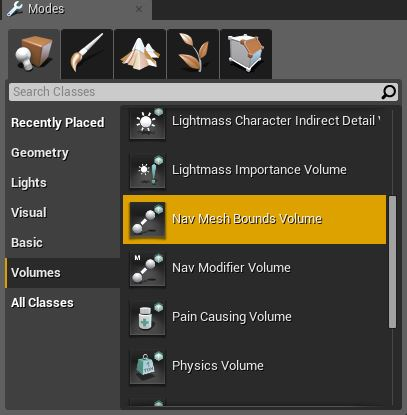 Modes
Search Classes
Recently Placed
Geometry
Lights
Visual
Basic
Volumes
All Classes
Lightmass Character Indirect Detail
Lightmass Importance Volume
Nav Mesh Bounds Volume
M
Nav Modifier Volume
Pain Causing Volume
Physics Volume